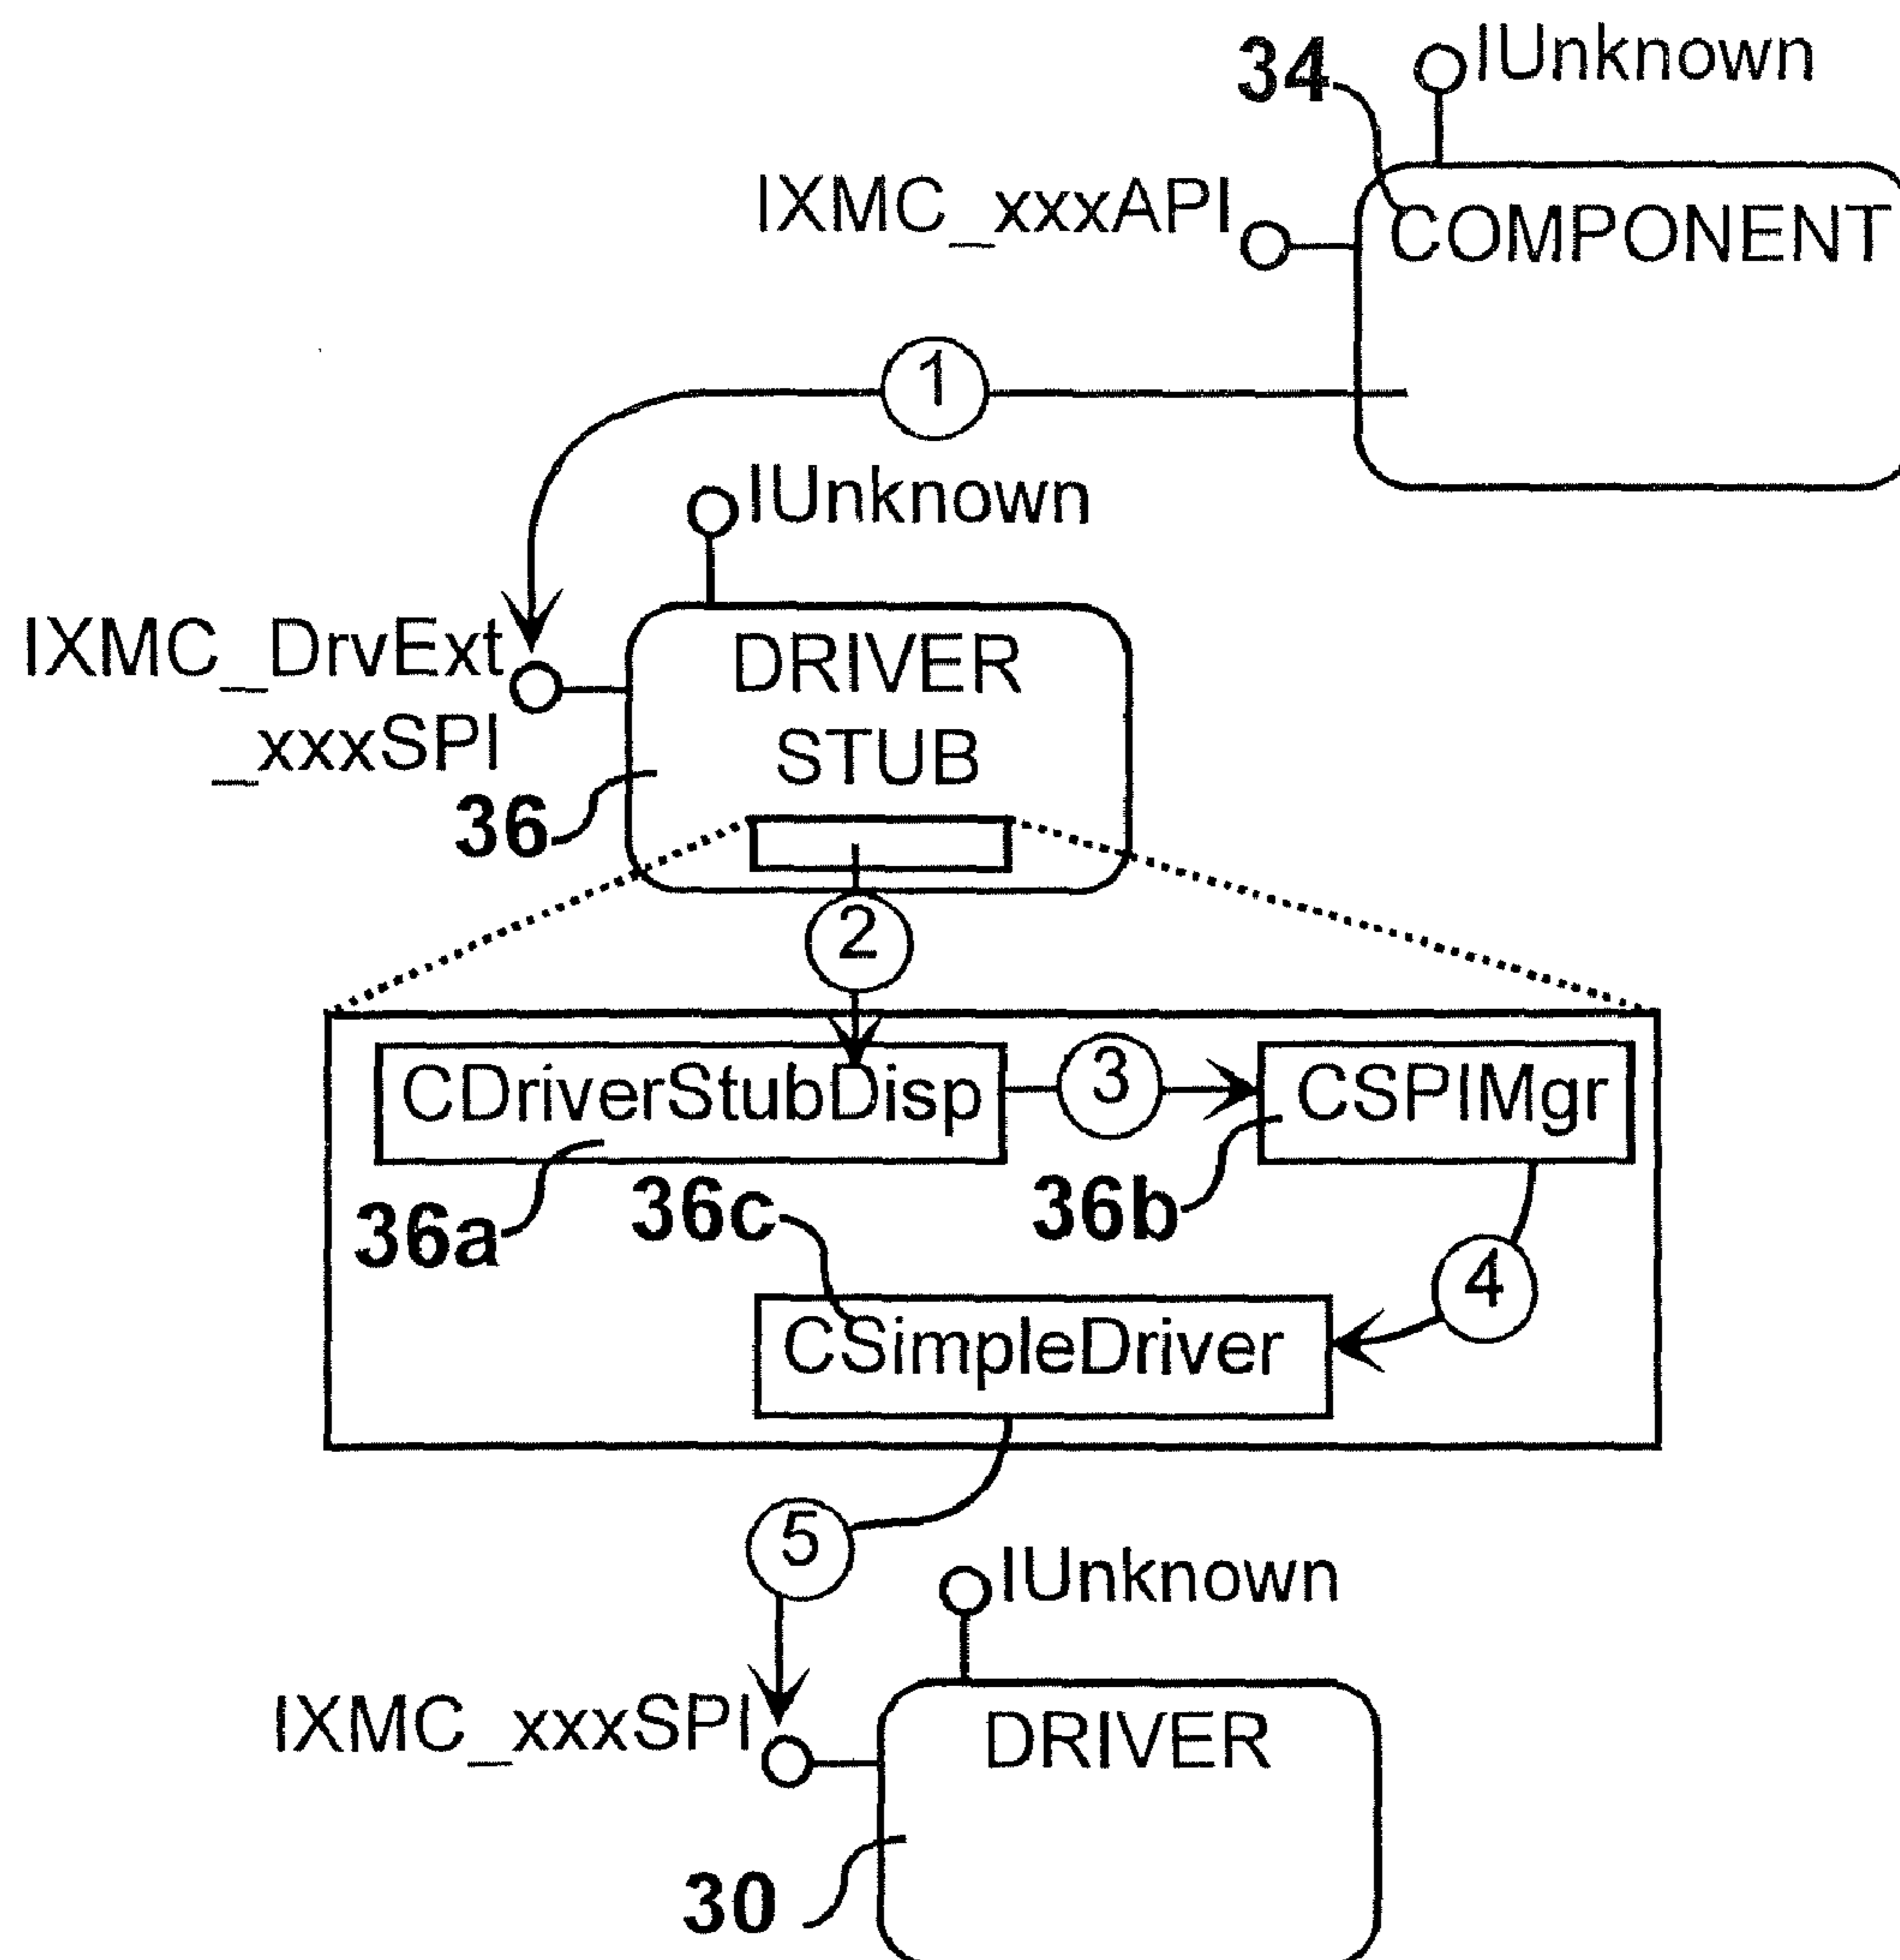 34
IUnknown
IXMC_xxxAPI
COMPONENT
1
IUnknown
IXMC_DrvExt
_xxxSPI
DRIVER
STUB
36
2
CDriverStubDisp
3
CSPIMgr
36a
36c
36b
4
CSimpleDriver
5
IUnknown
IXMC_xxxSPI
DRIVER
30